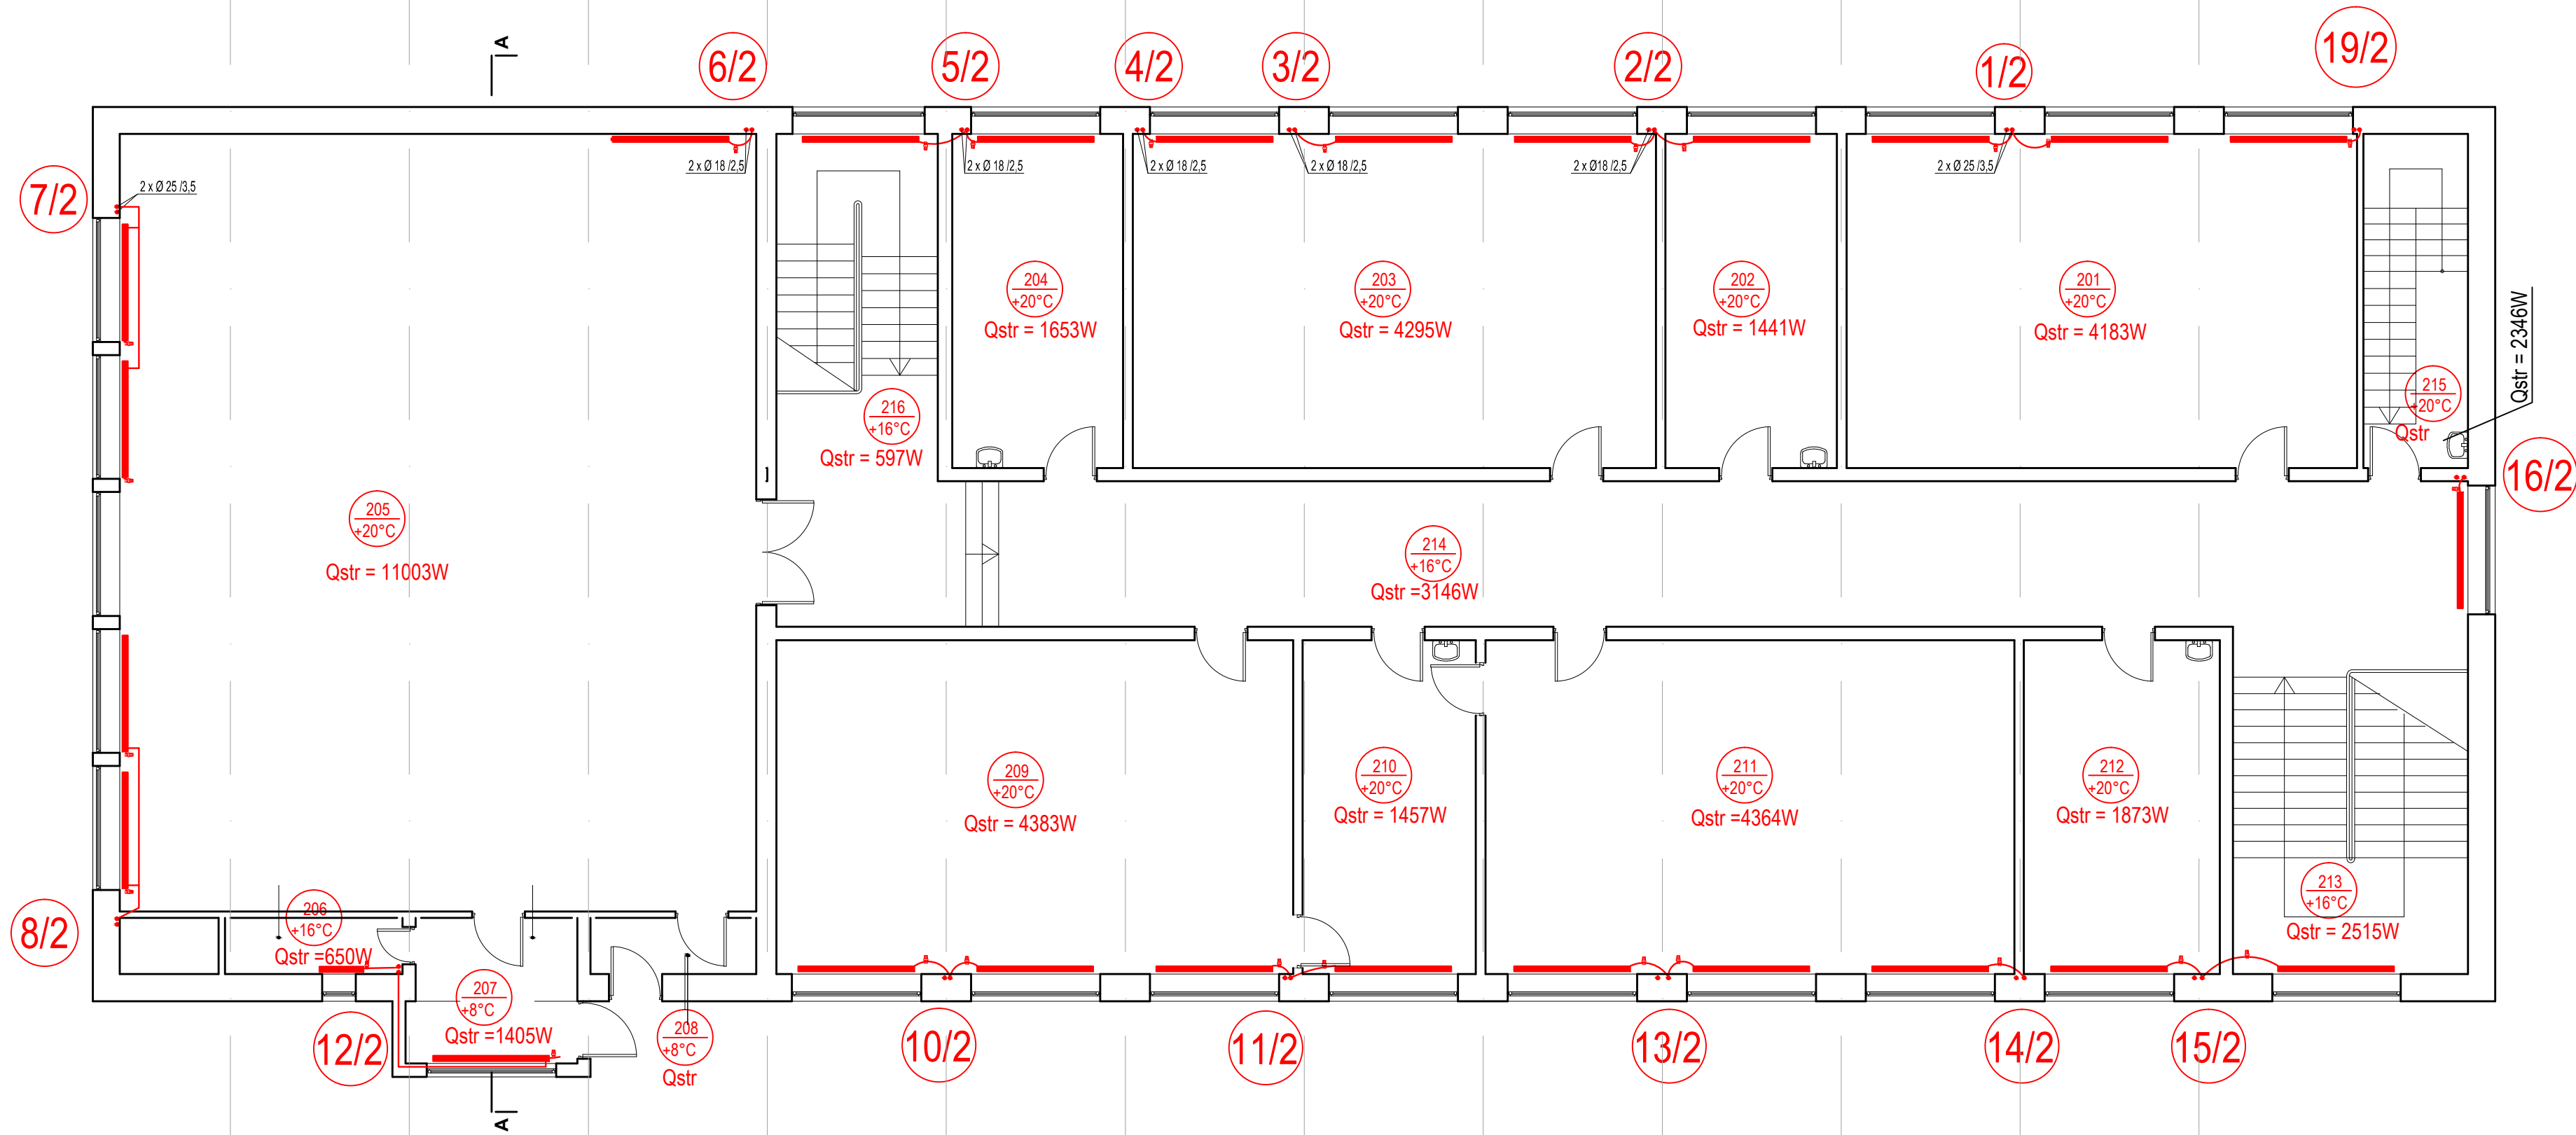 A
6/2
5/2
4/2
3/2
2/2
1/2
19/2
2 x Ø 18 /2,5
2 x Ø 18 /2,5
2 x Ø 18 /2,5
2 x Ø 18 /2,5
2 x Ø18 /2,5
2 x Ø 25 /3,5
7/2
2 x Ø 25 /3,5
204
+20°C
Qstr = 1653W
203
+20°C
Qstr = 4295W
202
+20°C
Qstr = 1441W
201
+20°C
Qstr = 4183W
Qstr = 2346W
215
+20°C
Qstr
216
+16°C
Qstr = 597W
16/2
205
+20°C
Qstr = 11003W
214
+16°C
Qstr =3146W
209
+20°C
Qstr = 4383W
210
+20°C
Qstr = 1457W
211
+20°C
Qstr =4364W
212
+20°C
Qstr = 1873W
213
+16°C
Qstr = 2515W
8/2
206
+16°C
Qstr =650W
207
+8°C
Qstr =1405W
208
+8°C
Qstr
12/2
10/2
11/2
13/2
14/2
15/2
A